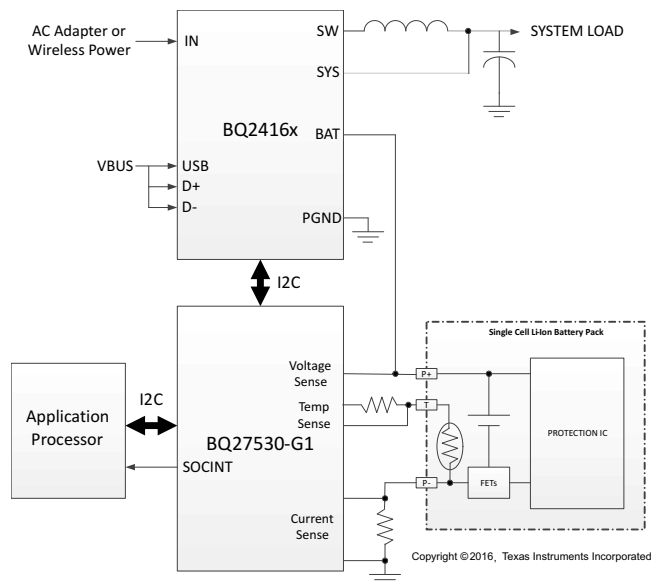 AC Adapter or
Wireless Power
IN
SW
SYSTEM LOAD
SYS
BQ2416x
BAT
VBUS
USB
D+
D-
PGND
I2C
Single Cell Li-Ion Battery Pack
Voltage
Sense
P+
I2C
Temp
Sense
T
Application
Processor
BQ27530-G1
PROTECTION IC
SOCINT
P-
FETs
Current
Sense
Copyright ©2016, Texas Instruments Incorporated